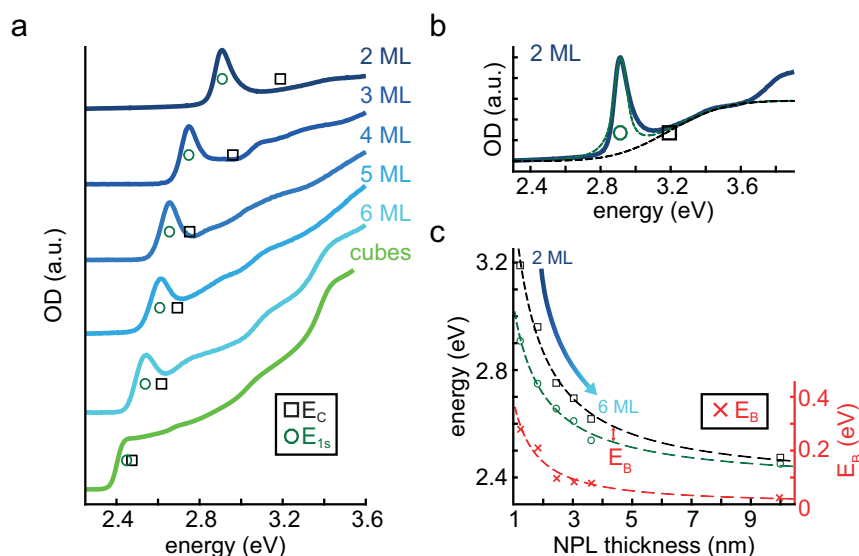 a
2 ML
3 ML
4 ML
5 ML
6 ML
cubes
OD (a.u.)
E_C
E_1s
2.4 2.8 3.2 3.6
energy (eV)
b
2 ML
OD (a.u.)
2.4 2.8 3.2 3.6
energy (eV)
c
2 ML
3.2
2.8
2.4
energy (eV)
6 ML
E_B
E_B
0.4
0.2
0
E_B (eV)
1 3 5 7 9
NPL thickness (nm)